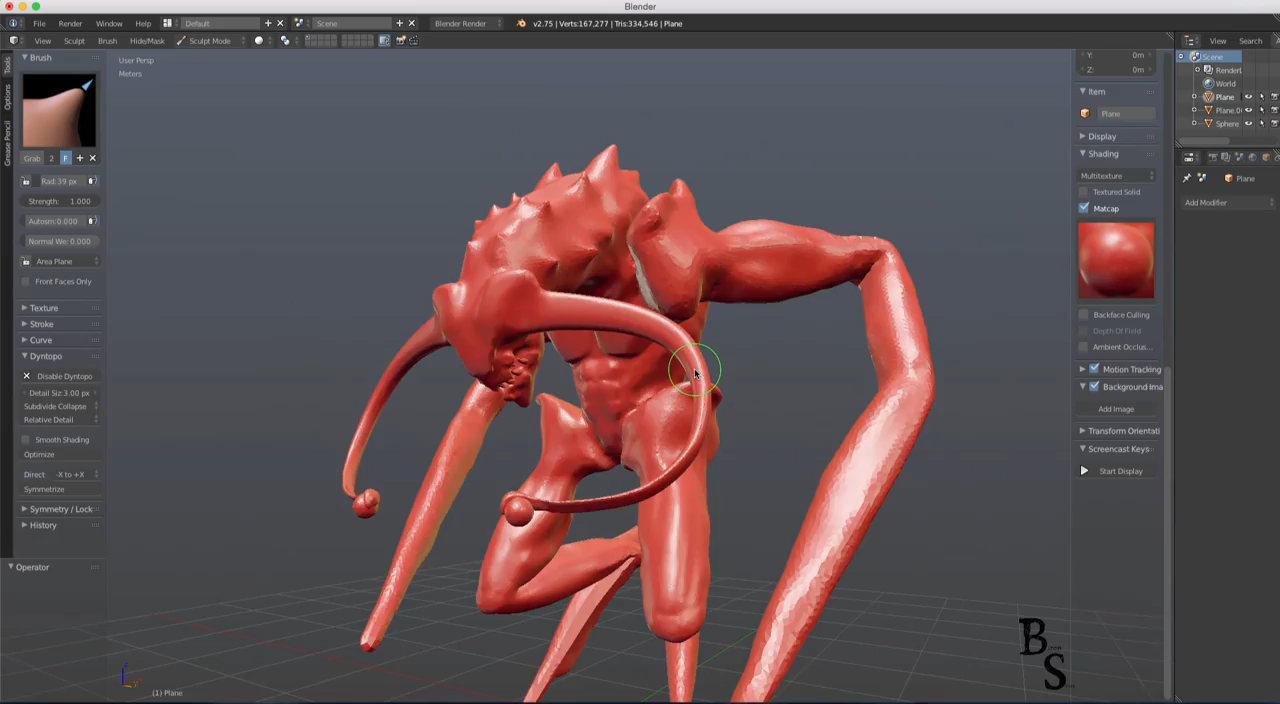 Blender
File Render Window Help Default Scene Blender Render v2.75 | Verts:167,277 | Tris:334,546 | Plane
View Sculpt Brush Hide/Mask Sculpt Mode View Search
Tools
Options
Grease Pencil
Brush
Grab 2 F
Rad: 39 px
Strength: 1.000
Autosm: 0.000
Normal We: 0.000
Area Plane
Front Faces Only
Texture
Stroke
Curve
Dyntopo
Disable Dyntopo
Detail Siz: 3.00 px
Subdivide Collapse
Relative Detail
Smooth Shading
Optimize
Direct -X to +X
Symmetrize
Symmetry / Lock
History
Operator
User Persp
Meters
(1) Plane
Y: 0m
Z: 0m
Item
Plane
Display
Shading
Multitexture
Textured Solid
Matcap
Backface Culling
Depth Of Field
Ambient Occlus...
Motion Tracking
Background Ima
Add Image
Transform Orientati
Screencast Keys
Start Display
Scene
RenderL
World
Plane
Plane.0
Sphere
Plane
Add Modifier
B
S